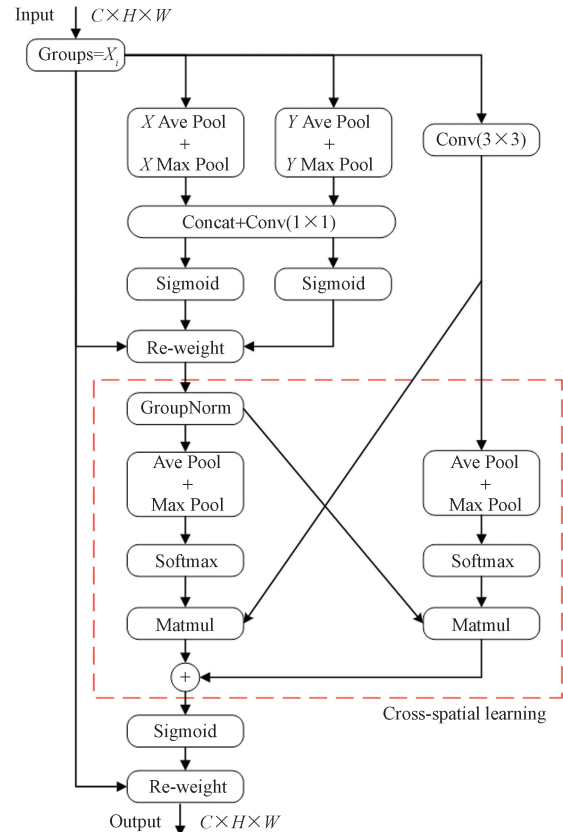 Input C×H×W
Groups=Xᵢ
X Ave Pool
+
X Max Pool
Y Ave Pool
+
Y Max Pool
Conv(3×3)
Concat+Conv(1×1)
Sigmoid
Sigmoid
Re-weight
GroupNorm
Ave Pool
+
Max Pool
Ave Pool
+
Max Pool
Softmax
Softmax
Matmul
Matmul
+
Cross-spatial learning
Sigmoid
Re-weight
Output C×H×W